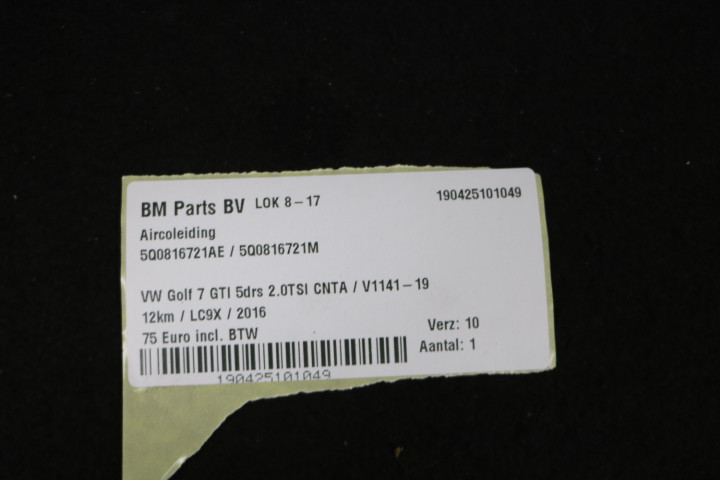 BM Parts BV LOK 8-17 190425101049
Aircoleiding
5Q0816721AE / 5Q0816721M
VW Golf 7 GTI 5drs 2.0TSI CNTA / V1141-19
12km / LC9X / 2016
75 Euro incl. BTW Verz: 10
Aantal: 1
190425101049